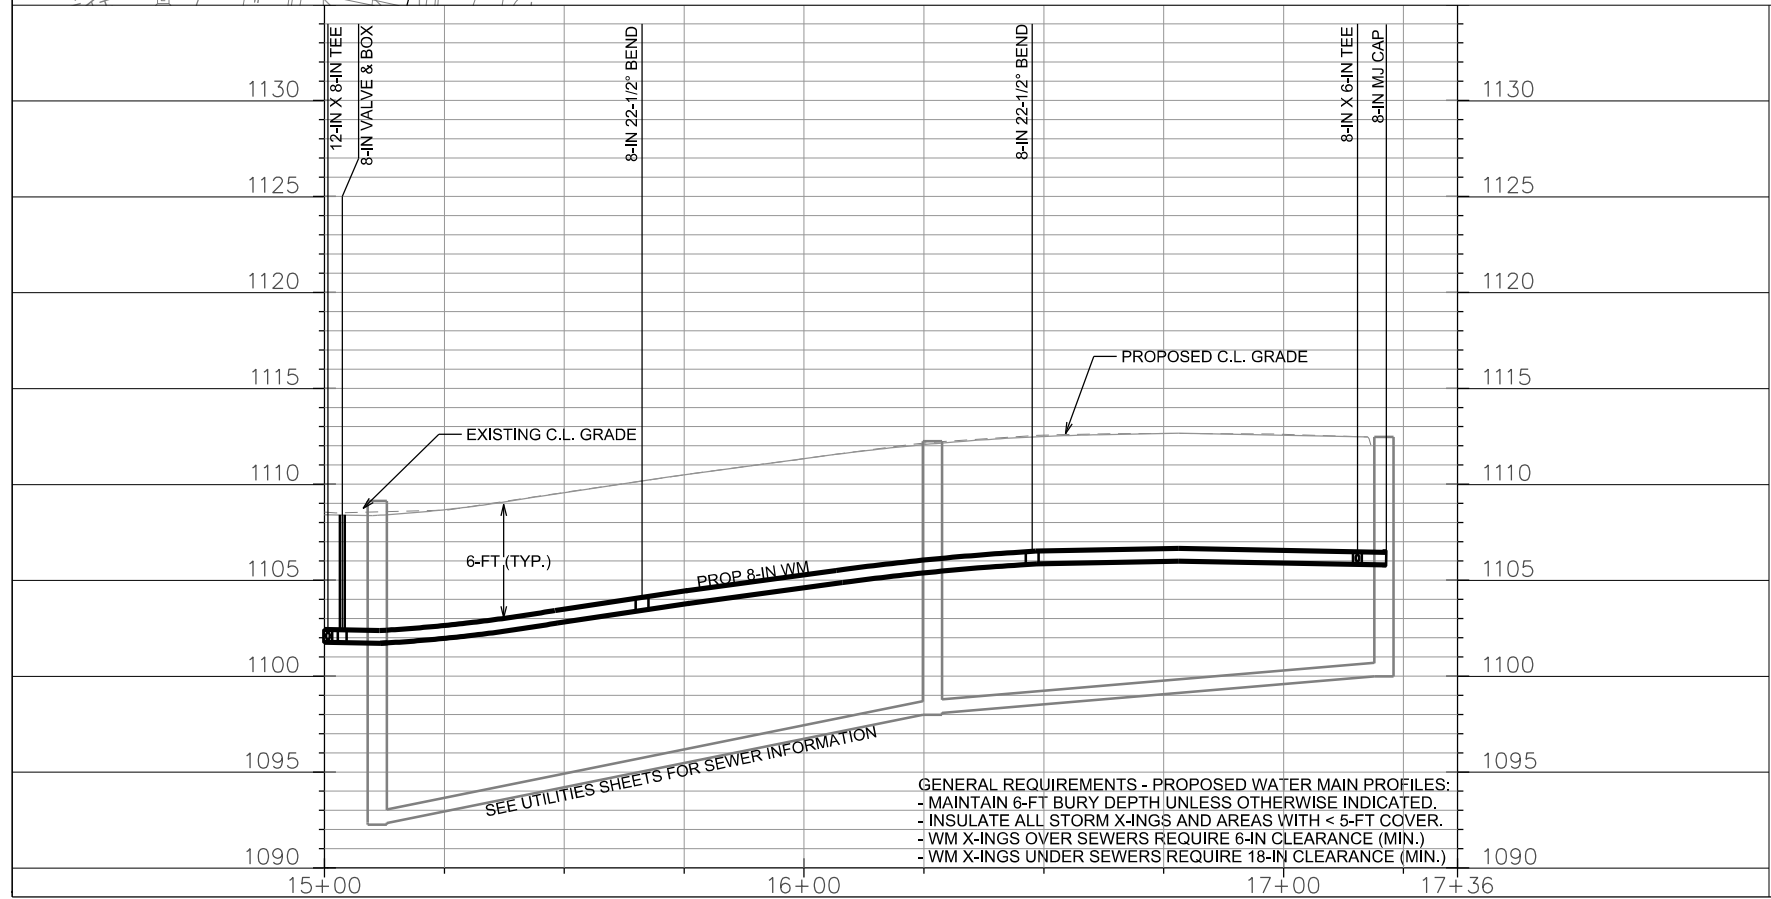 12-IN X 8-IN TEE
8-IN VALVE & BOX
8-IN 22-1/2° BEND
8-IN 22-1/2° BEND
8-IN X 6-IN TEE
8-IN MJ CAP
1130 1130
1125 1125
1120 1120
PROPOSED C.L. GRADE
1115 1115
EXISTING C.L. GRADE
1110 1110
6-FT (TYP.)
PROP 8-IN WM
1105 1105
1100 1100
SEE UTILITIES SHEETS FOR SEWER INFORMATION
1095 1095
GENERAL REQUIREMENTS - PROPOSED WATER MAIN PROFILES:
- MAINTAIN 6-FT BURY DEPTH UNLESS OTHERWISE INDICATED.
- INSULATE ALL STORM X-INGS AND AREAS WITH < 5-FT COVER.
- WM X-INGS OVER SEWERS REQUIRE 6-IN CLEARANCE (MIN.)
- WM X-INGS UNDER SEWERS REQUIRE 18-IN CLEARANCE (MIN.)
1090 1090
15+00 16+00 17+00 17+36